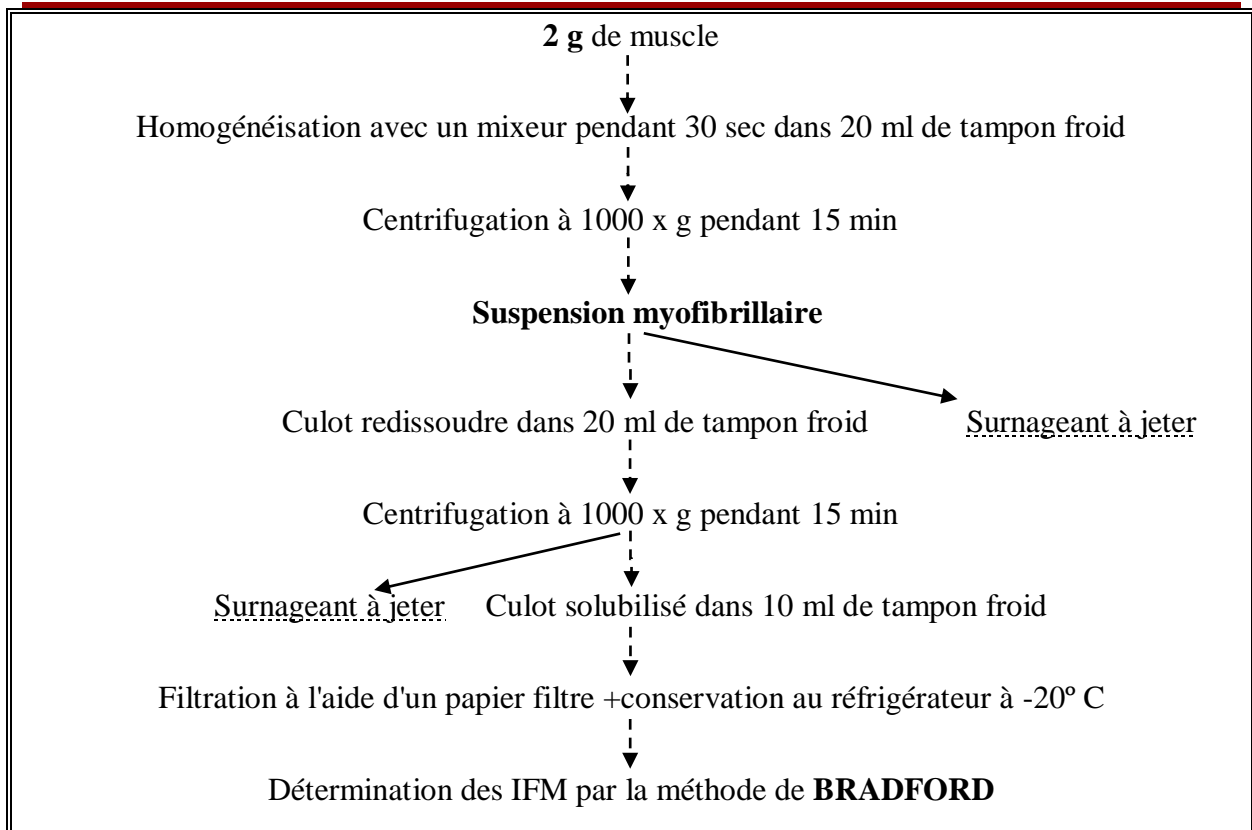 2 g de muscle
Homogénéisation avec un mixeur pendant 30 sec dans 20 ml de tampon froid
Centrifugation à 1000 x g pendant 15 min
Suspension myofibrillaire
Culot redissoudre dans 20 ml de tampon froid Surnageant à jeter
Centrifugation à 1000 x g pendant 15 min
Surnageant à jeter Culot solubilisé dans 10 ml de tampon froid
Filtration à l'aide d'un papier filtre +conservation au réfrigérateur à -20º C
Détermination des IFM par la méthode de BRADFORD